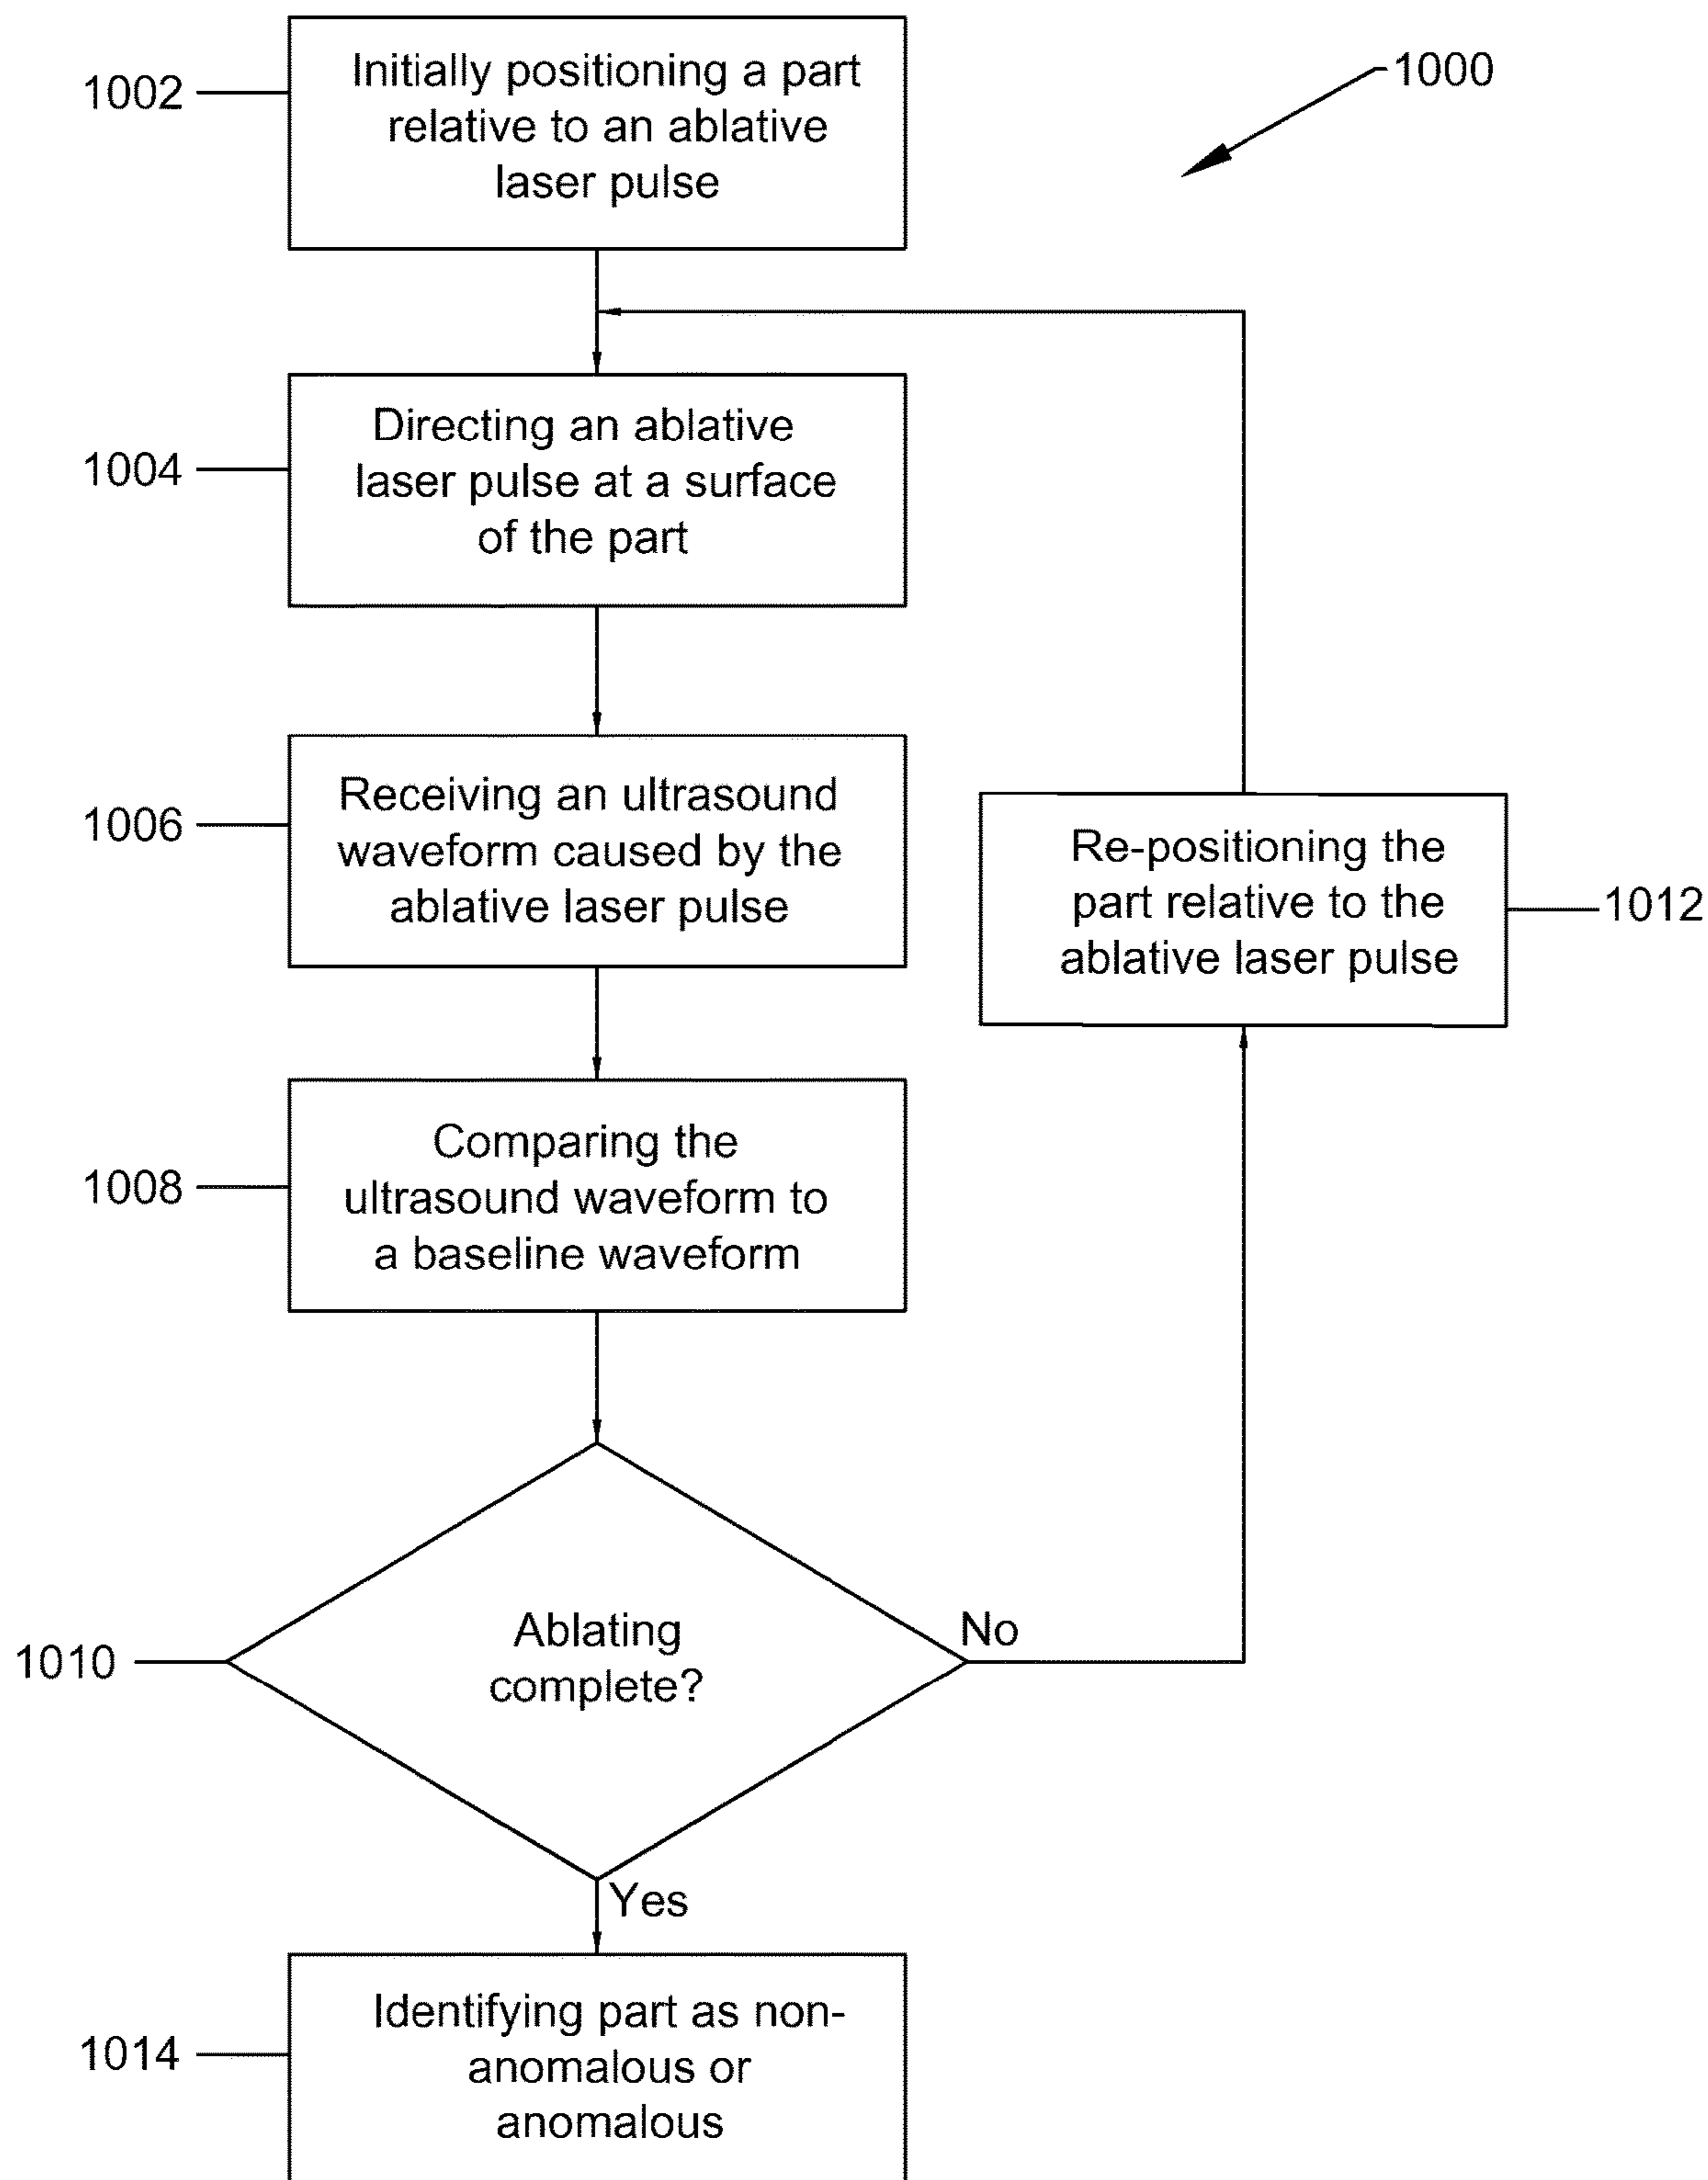 1000
1002
Initially positioning a part
relative to an ablative
laser pulse
1004
Directing an ablative
laser pulse at a surface
of the part
1006
Receiving an ultrasound
waveform caused by the
ablative laser pulse
Re-positioning the
part relative to the
ablative laser pulse
1012
1008
Comparing the
ultrasound waveform to
a baseline waveform
1010
Ablating
complete?
No
Yes
1014
Identifying part as non-
anomalous or
anomalous